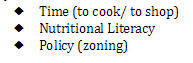 ◆ Time (to cook/ to shop)
◆ Nutritional Literacy
◆ Policy (zoning)